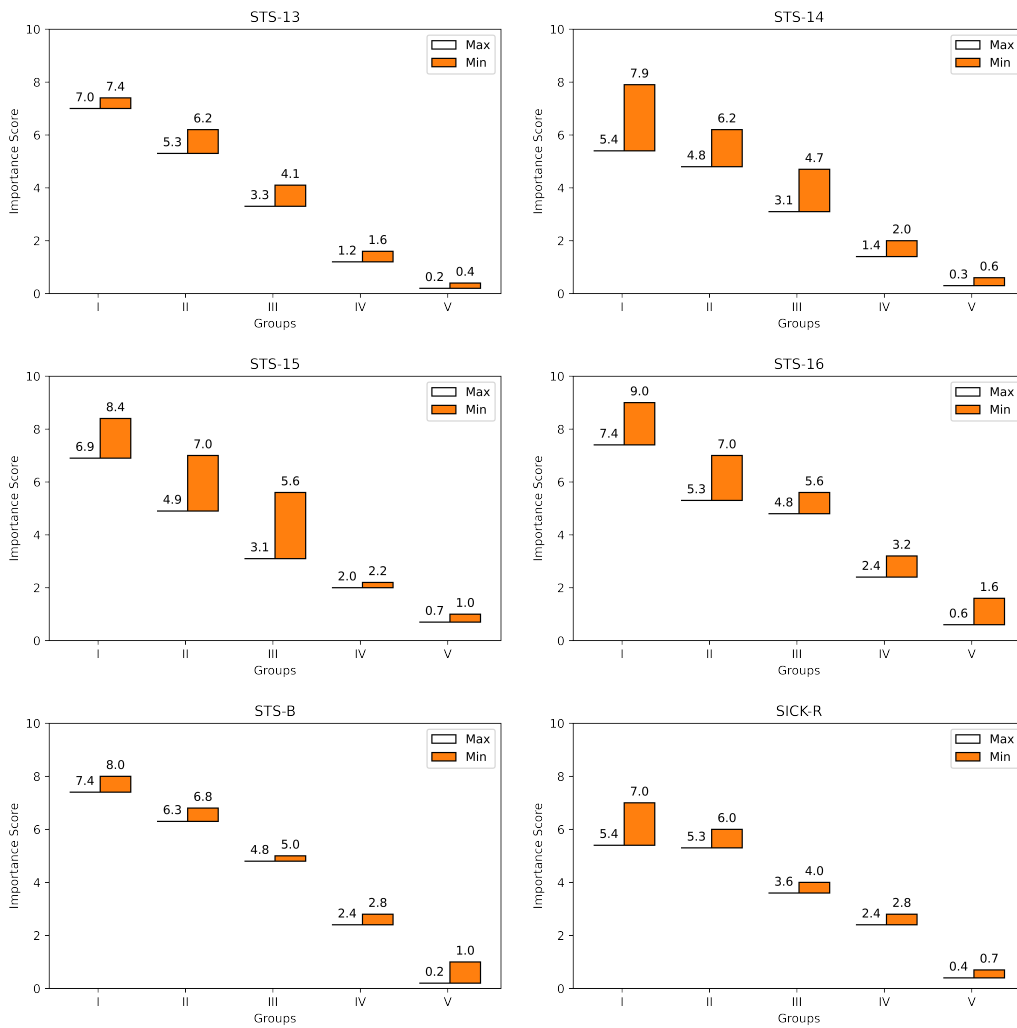 STS-13
10
8
6
4
2
0
Importance Score
7.0 7.4
5.3 6.2
3.3 4.1
1.2 1.6
0.2 0.4
Max
Min
I II III IV V
Groups
STS-14
10
8
6
4
2
0
Importance Score
5.4 7.9
4.8 6.2
3.1 4.7
1.4 2.0
0.3 0.6
Max
Min
I II III IV V
Groups
STS-15
10
8
6
4
2
0
Importance Score
6.9 8.4
4.9 7.0
3.1 5.6
2.0 2.2
0.7 1.0
Max
Min
I II III IV V
Groups
STS-16
10
8
6
4
2
0
Importance Score
7.4 9.0
5.3 7.0
4.8 5.6
2.4 3.2
0.6 1.6
Max
Min
I II III IV V
Groups
STS-B
10
8
6
4
2
0
Importance Score
7.4 8.0
6.3 6.8
4.8 5.0
2.4 2.8
0.2 1.0
Max
Min
I II III IV V
Groups
SICK-R
10
8
6
4
2
0
Importance Score
5.4 7.0
5.3 6.0
3.6 4.0
2.4 2.8
0.4 0.7
Max
Min
I II III IV V
Groups